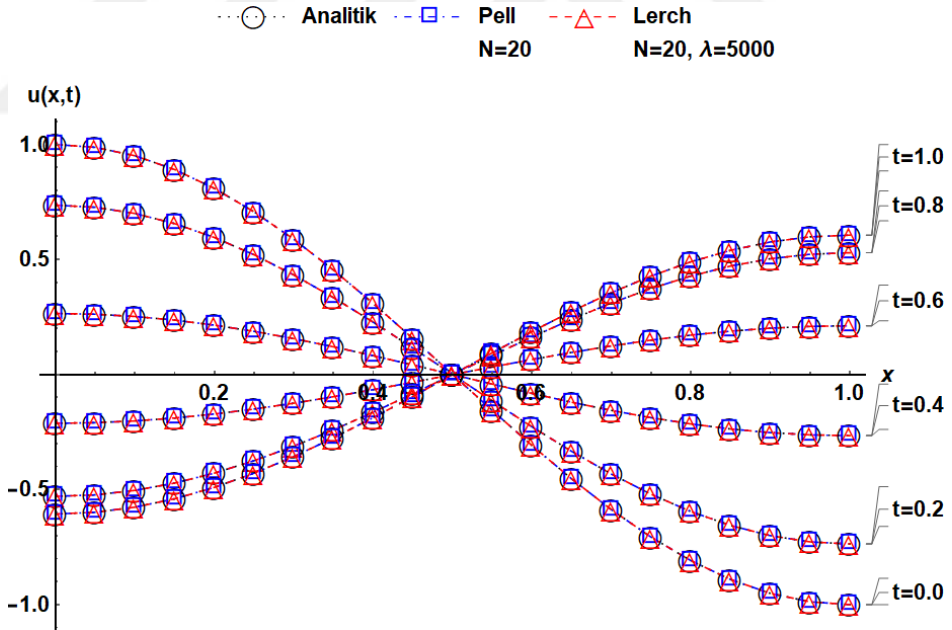 Analitik Pell Lerch
N=20 N=20, λ=5000
u(x,t)
1.0
0.5
−0.5
−1.0
0.2 0.4 0.6 0.8 1.0
x
t=1.0
t=0.8
t=0.6
t=0.4
t=0.2
t=0.0